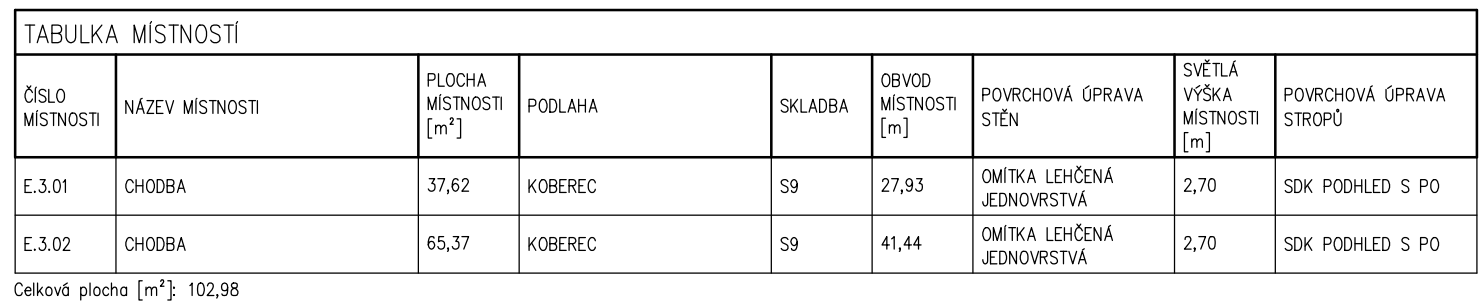 TABULKA MÍSTNOSTÍ
ČÍSLO MÍSTNOSTI NÁZEV MÍSTNOSTI PLOCHA MÍSTNOSTI [m²] PODLAHA SKLADBA OBVOD MÍSTNOSTI [m] POVRCHOVÁ ÚPRAVA STĚN SVĚTLÁ VÝŠKA MÍSTNOSTI [m] POVRCHOVÁ ÚPRAVA STROPŮ
E.3.01 CHODBA 37,62 KOBEREC S9 27,93 OMÍTKA LEHČENÁ JEDNOVRSTVÁ 2,70 SDK PODHLED S PO
E.3.02 CHODBA 65,37 KOBEREC S9 41,44 OMÍTKA LEHČENÁ JEDNOVRSTVÁ 2,70 SDK PODHLED S PO
Celková plocha [m²]: 102,98